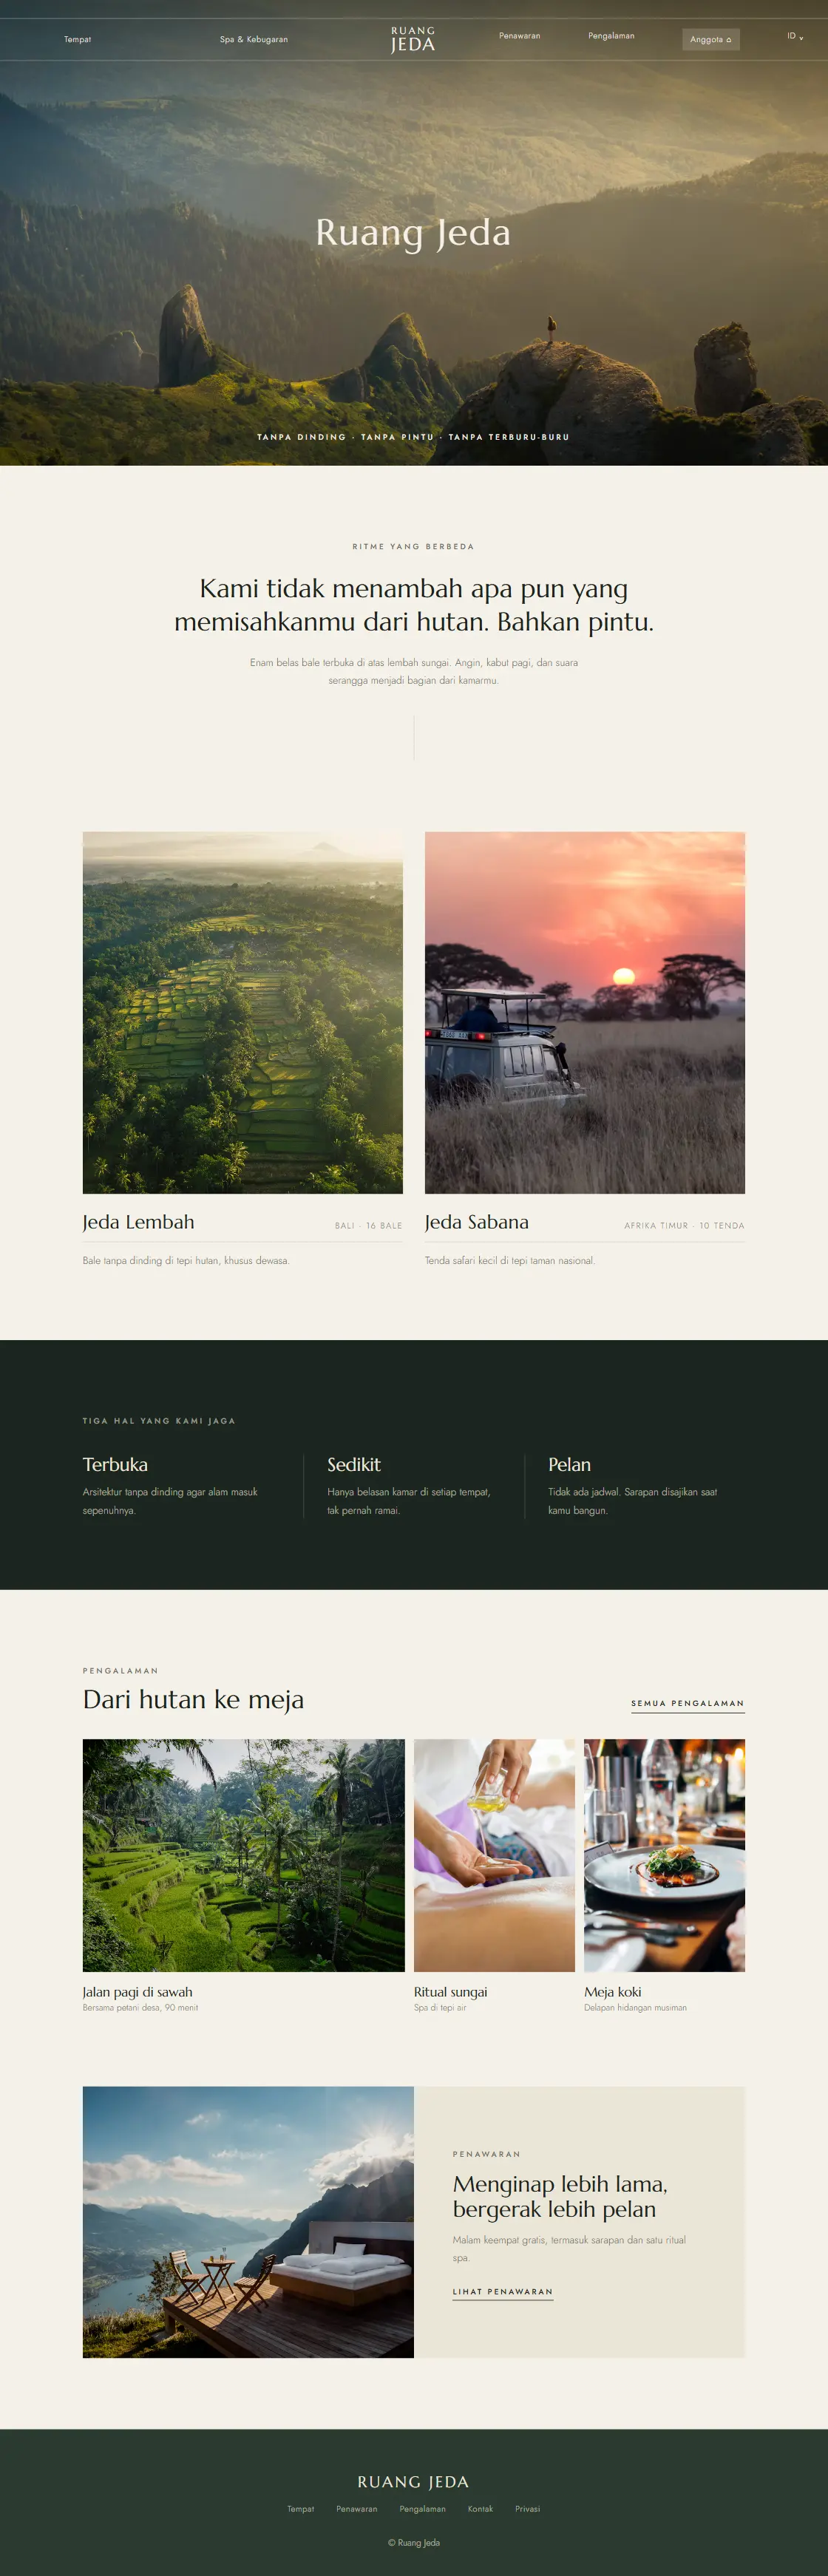 Tempat
Spa & Kebugaran
RUANG
JEDA
Penawaran
Pengalaman
Anggota
ID
Ruang Jeda
TANPA DINDING · TANPA PINTU · TANPA TERBURU-BURU
RITME YANG BERBEDA
Kami tidak menambah apa pun yang
memisahkanmu dari hutan. Bahkan pintu.
Enam belas bale terbuka di atas lembah sungai. Angin, kabut pagi, dan suara
serangga menjadi bagian dari kamarmu.
Jeda Lembah
BALI · 16 BALE
Bale tanpa dinding di tepi hutan, khusus dewasa.
Jeda Sabana
AFRIKA TIMUR · 10 TENDA
Tenda safari kecil di tepi taman nasional.
TIGA HAL YANG KAMI JAGA
Terbuka
Arsitektur tanpa dinding agar alam masuk
sepenuhnya.
Sedikit
Hanya belasan kamar di setiap tempat,
tak pernah ramai.
Pelan
Tidak ada jadwal. Sarapan disajikan saat
kamu bangun.
PENGALAMAN
Dari hutan ke meja
SEMUA PENGALAMAN
Jalan pagi di sawah
Bersama petani desa, 90 menit
Ritual sungai
Spa di tepi air
Meja koki
Delapan hidangan musiman
PENAWARAN
Menginap lebih lama,
bergerak lebih pelan
Malam keempat gratis, termasuk sarapan dan satu ritual
spa.
LIHAT PENAWARAN
RUANG JEDA
Tempat
Penawaran
Pengalaman
Kontak
Privasi
© Ruang Jeda